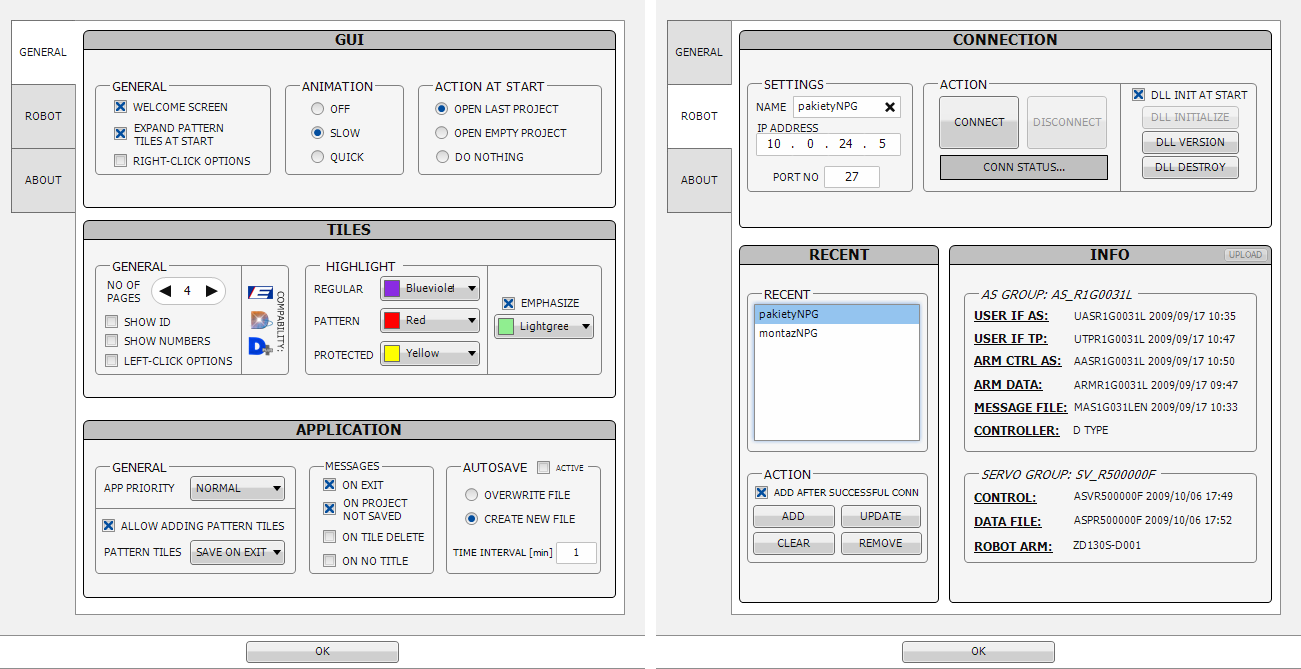 GENERAL
ROBOT
ABOUT
GUI
GENERAL
WELCOME SCREEN
EXPAND PATTERN
TILES AT START
RIGHT-CLICK OPTIONS
ANIMATION
OFF
SLOW
QUICK
ACTION AT START
OPEN LAST PROJECT
OPEN EMPTY PROJECT
DO NOTHING
TILES
GENERAL
NO OF
PAGES
4
SHOW ID
SHOW NUMBERS
LEFT-CLICK OPTIONS
COMPABILITY:
HIGHLIGHT
REGULAR
Blueviolet
PATTERN
Red
PROTECTED
Yellow
EMPHASIZE
Lightgree
APPLICATION
GENERAL
APP PRIORITY
NORMAL
ALLOW ADDING PATTERN TILES
PATTERN TILES
SAVE ON EXIT
MESSAGES
ON EXIT
ON PROJECT
NOT SAVED
ON TILE DELETE
ON NO TITLE
AUTOSAVE
ACTIVE
OVERWRITE FILE
CREATE NEW FILE
TIME INTERVAL [min]
1
OK
GENERAL
ROBOT
ABOUT
CONNECTION
SETTINGS
NAME
pakietyNPG
IP ADDRESS
10 . 0 . 24 . 5
PORT NO
27
ACTION
CONNECT
DISCONNECT
CONN STATUS...
DLL INIT AT START
DLL INITIALIZE
DLL VERSION
DLL DESTROY
RECENT
RECENT
pakietyNPG
montazNPG
ACTION
ADD AFTER SUCCESSFUL CONN
ADD
UPDATE
CLEAR
REMOVE
INFO
UPLOAD
AS GROUP: AS_R1G0031L
USER IF AS: UASR1G0031L 2009/09/17 10:35
USER IF TP: UTPR1G0031L 2009/09/17 10:47
ARM CTRL AS: AASR1G0031L 2009/09/17 10:50
ARM DATA: ARMR1G0031L 2009/09/17 09:47
MESSAGE FILE: MAS1G031LEN 2009/09/17 10:33
CONTROLLER: D TYPE
SERVO GROUP: SV_R500000F
CONTROL: ASVR500000F 2009/10/06 17:49
DATA FILE: ASPR500000F 2009/10/06 17:52
ROBOT ARM: ZD130S-D001
OK